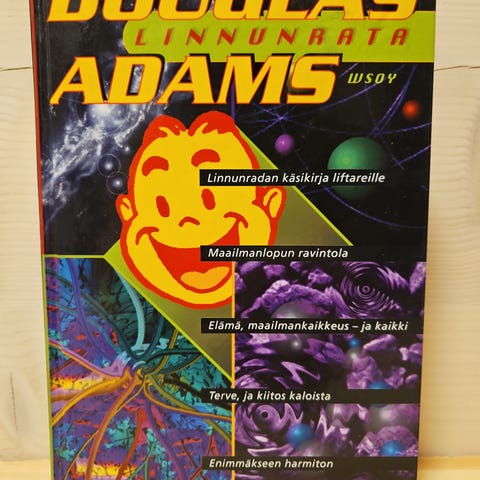 DOUGLAS
LINNUNRATA
ADAMS
WSOY
Linnunradan käsikirja liftareille
Maailmanlopun ravintola
Elämä, maailmankaikkeus – ja kaikki
Terve, ja kiitos kaloista
Enimmäkseen harmiton